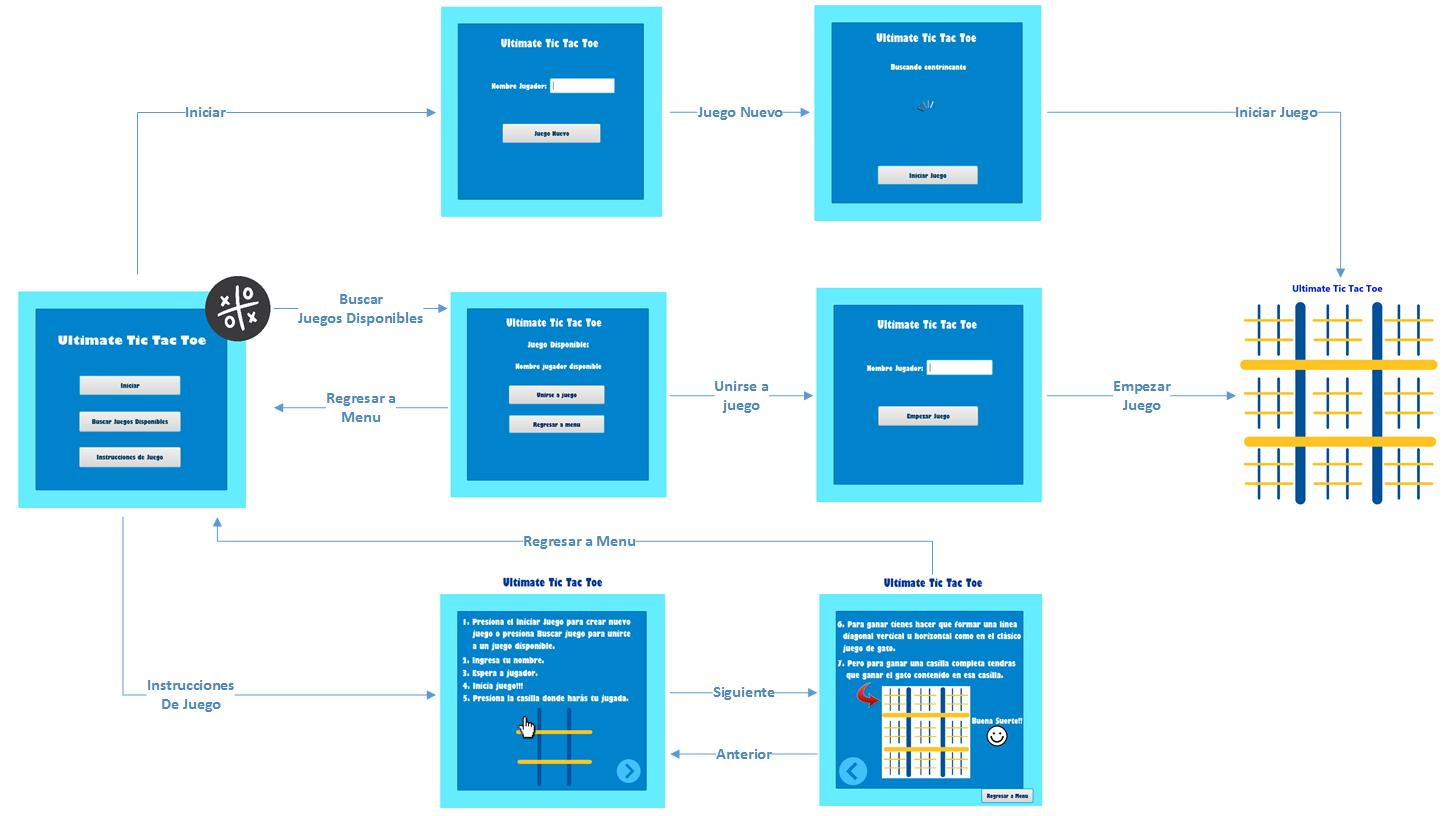 Ultimate Tic Tac Toe
Nombre Jugador:
Juego Nuevo
Ultimate Tic Tac Toe
Buscando contrincante
Iniciar Juego
Iniciar
Juego Nuevo
Iniciar Juego
Ultimate Tic Tac Toe
Iniciar
Buscar Juegos Disponibles
Instrucciones de Juego
Buscar
Juegos Disponibles
Regresar a
Menu
Ultimate Tic Tac Toe
Juego Disponible:
Nombre jugador disponible
Unirse a juego
Regresar a menu
Unirse a
juego
Ultimate Tic Tac Toe
Nombre Jugador:
Empezar Juego
Empezar
Juego
Ultimate Tic Tac Toe
Regresar a Menu
Instrucciones
De Juego
Ultimate Tic Tac Toe
1. Presiona el Iniciar Juego para crear nuevo
juego o presiona Buscar juego para unirte
a un juego disponible.
2. Ingresa tu nombre.
3. Espera a jugador.
4. Inicia juego!!!
5. Presiona la casilla donde harás tu jugada.
Siguiente
Anterior
Ultimate Tic Tac Toe
6. Para ganar tienes hacer que formar una linea
diagonal vertical u horizontal como en el clásico
juego de gato.
7. Pero para ganar una casilla completa tendras
que ganar el gato contenido en esa casilla.
Buena Suerte!!
Regresar a Menu